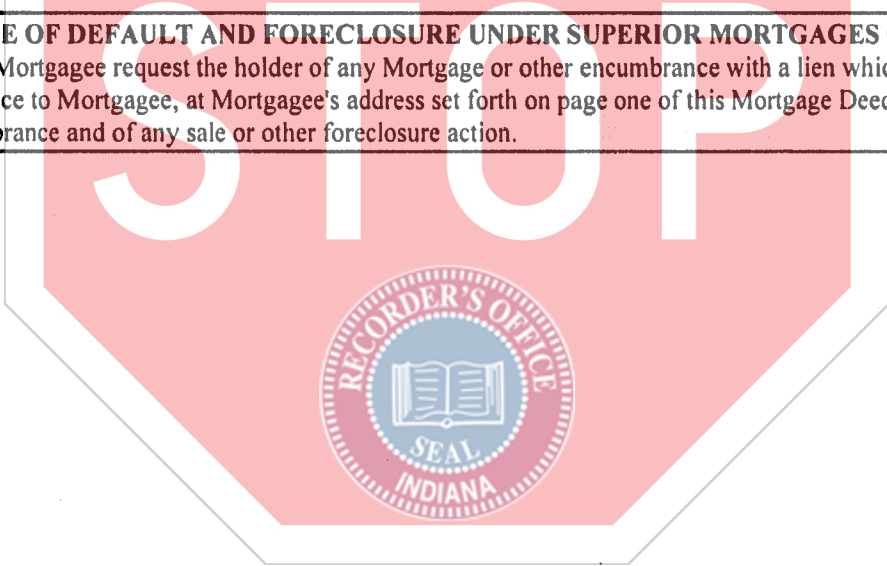 E OF DEFAULT AND FORECLOSURE UNDER SUPERIOR MORTGAGES
Mortgagee request the holder of any Mortgage or other encumbrance with a lien whic
ce to Mortgagee, at Mortgagee's address set forth on page one of this Mortgage Deed
brance and of any sale or other foreclosure action.
STOP
RECORDER'S OFFICE
SEAL
INDIANA